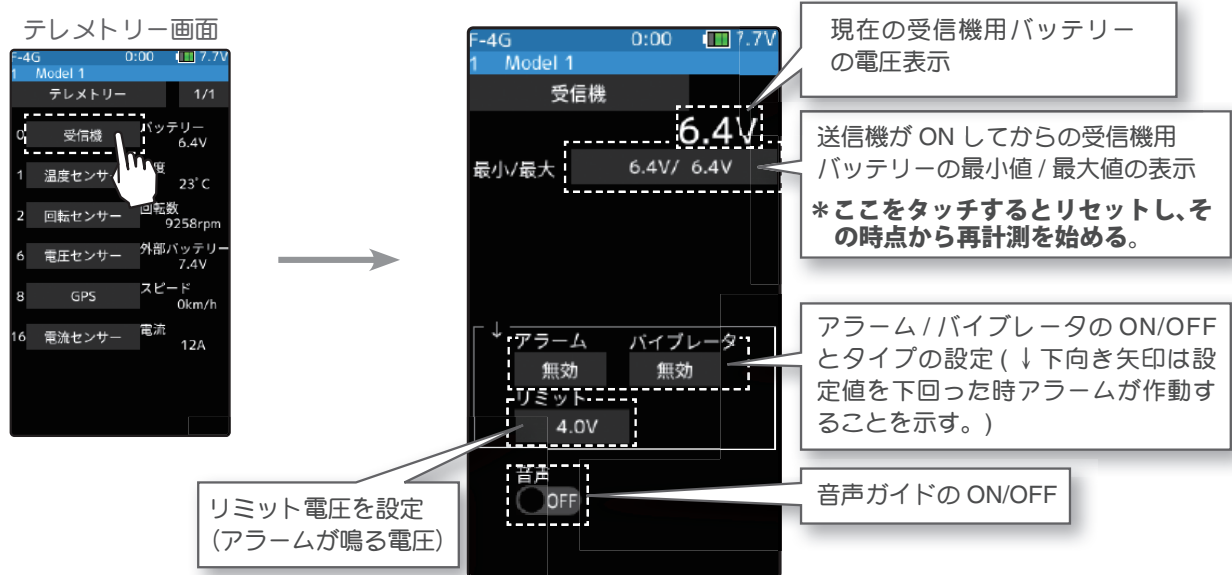 テレメトリー画面
F-4G 0:00 7.7V
1 Model 1
テレメトリー 1/1
0 受信機 バッテリー
6.4V
1 温度センサ 度
23°C
2 回転センサー 回転数
9258rpm
6 電圧センサー 外部バッテリー
7.4V
8 GPS スピード
0km/h
16 電流センサー 電流
12A
F-4G 0:00 7.7V
1 Model 1
受信機
6.4V
最小/最大 6.4V/ 6.4V
↓
アラーム バイブレータ
無効 無効
リミット
4.0V
音声
OFF
現在の受信機用バッテリー
の電圧表示
送信機が ON してからの受信機用
バッテリーの最小値 / 最大値の表示
＊ここをタッチするとリセットし、そ
の時点から再計測を始める。
アラーム / バイブレータの ON/OFF
とタイプの設定 ( ↓下向き矢印は設
定値を下回った時アラームが作動す
ることを示す。)
音声ガイドの ON/OFF
リミット電圧を設定
（アラームが鳴る電圧）